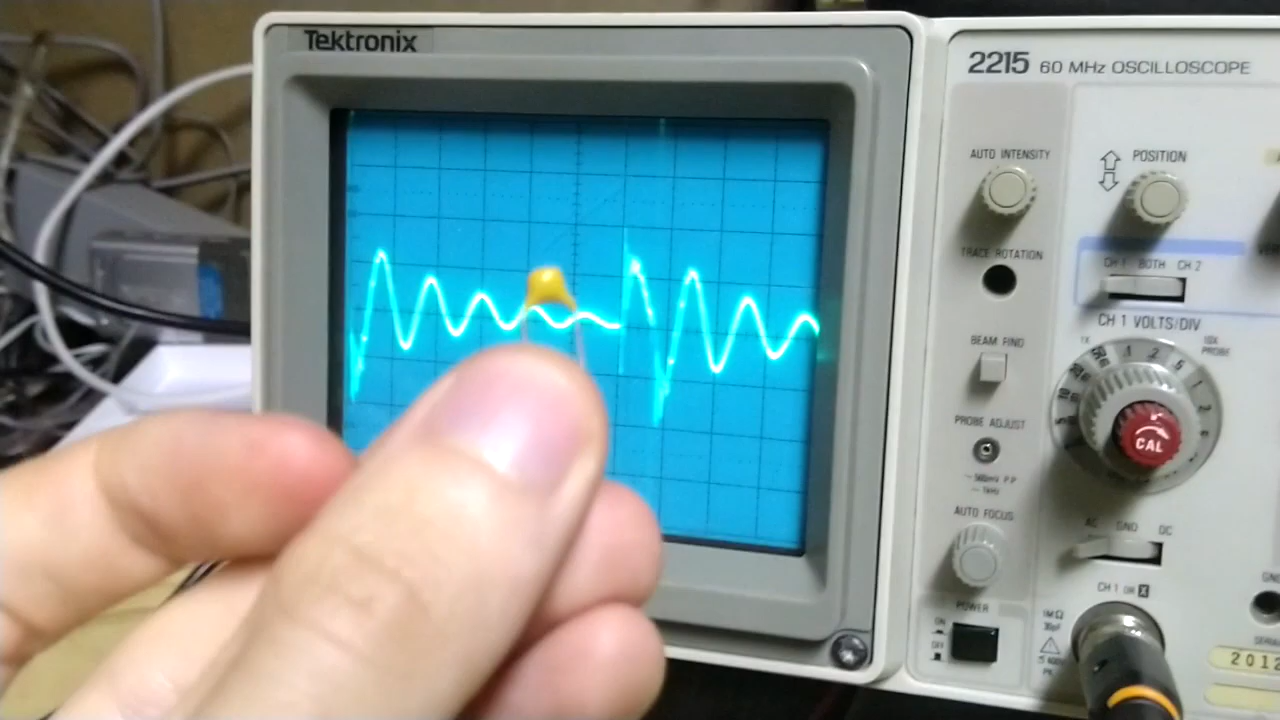 Tektronix
2215 60 MHz OSCILLOSCOPE
AUTO INTENSITY
POSITION
TRACE ROTATION
CH 1 BOTH CH 2
CH 1 VOLTS/DIV
BEAM FIND
PROBE ADJUST
CAL
AUTO FOCUS
AC GND DC
CH 1 OR X
POWER
ON
OFF
2012